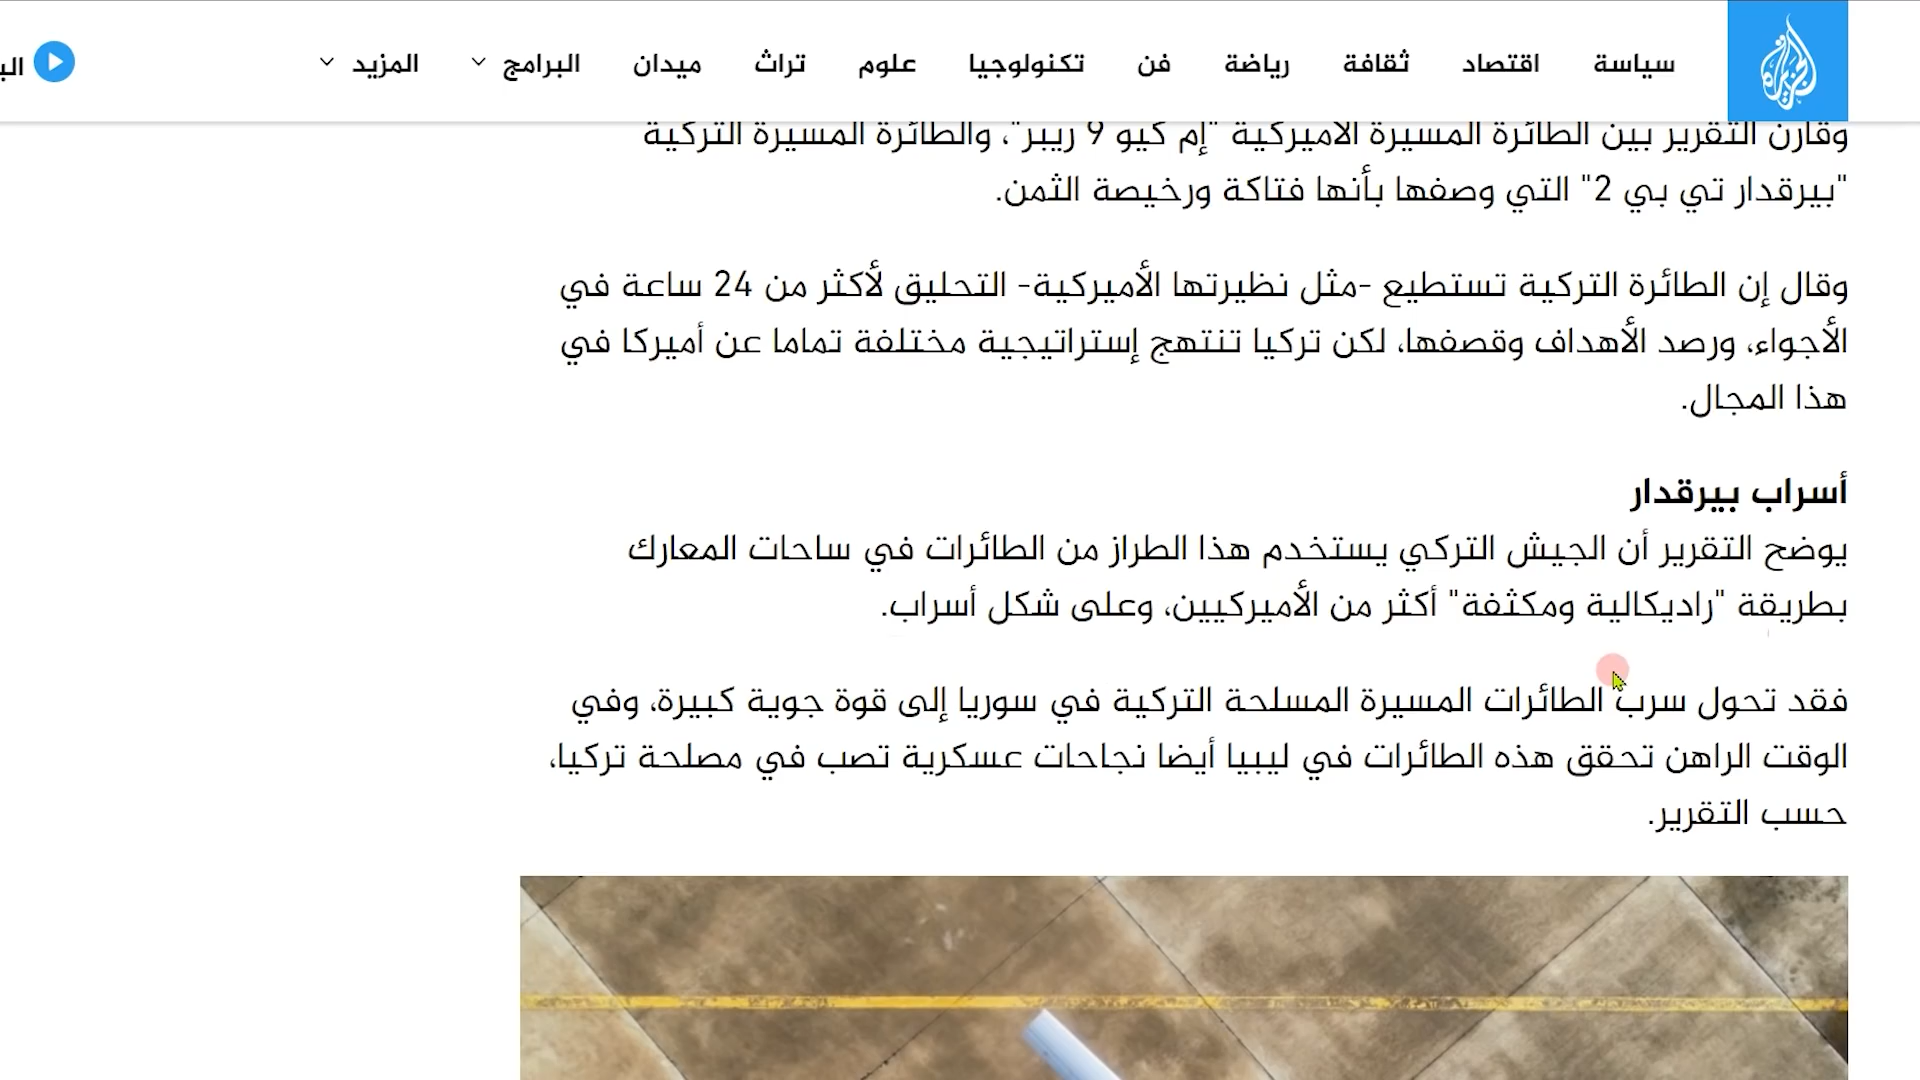 سياسة
اقتصاد
ثقافة
رياضة
فن
تكنولوجيا
علوم
تراث
ميدان
البرامج
المزيد
الجزيرة
وقارن التقرير بين الطائرة المسيرة الأميركية "إم كيو 9 ريبر"، والطائرة المسيرة التركية
"بيرقدار تي بي 2" التي وصفها بأنها فتاكة ورخيصة الثمن.
وقال إن الطائرة التركية تستطيع -مثل نظيرتها الأميركية- التحليق لأكثر من 24 ساعة في
الأجواء، ورصد الأهداف وقصفها، لكن تركيا تنتهج إستراتيجية مختلفة تماما عن أميركا في
هذا المجال.
أسراب بيرقدار
يوضح التقرير أن الجيش التركي يستخدم هذا الطراز من الطائرات في ساحات المعارك
بطريقة "راديكالية ومكثفة" أكثر من الأميركيين، وعلى شكل أسراب.
فقد تحول سرب الطائرات المسيرة المسلحة التركية في سوريا إلى قوة جوية كبيرة، وفي
الوقت الراهن تحقق هذه الطائرات في ليبيا أيضا نجاحات عسكرية تصب في مصلحة تركيا،
حسب التقرير.